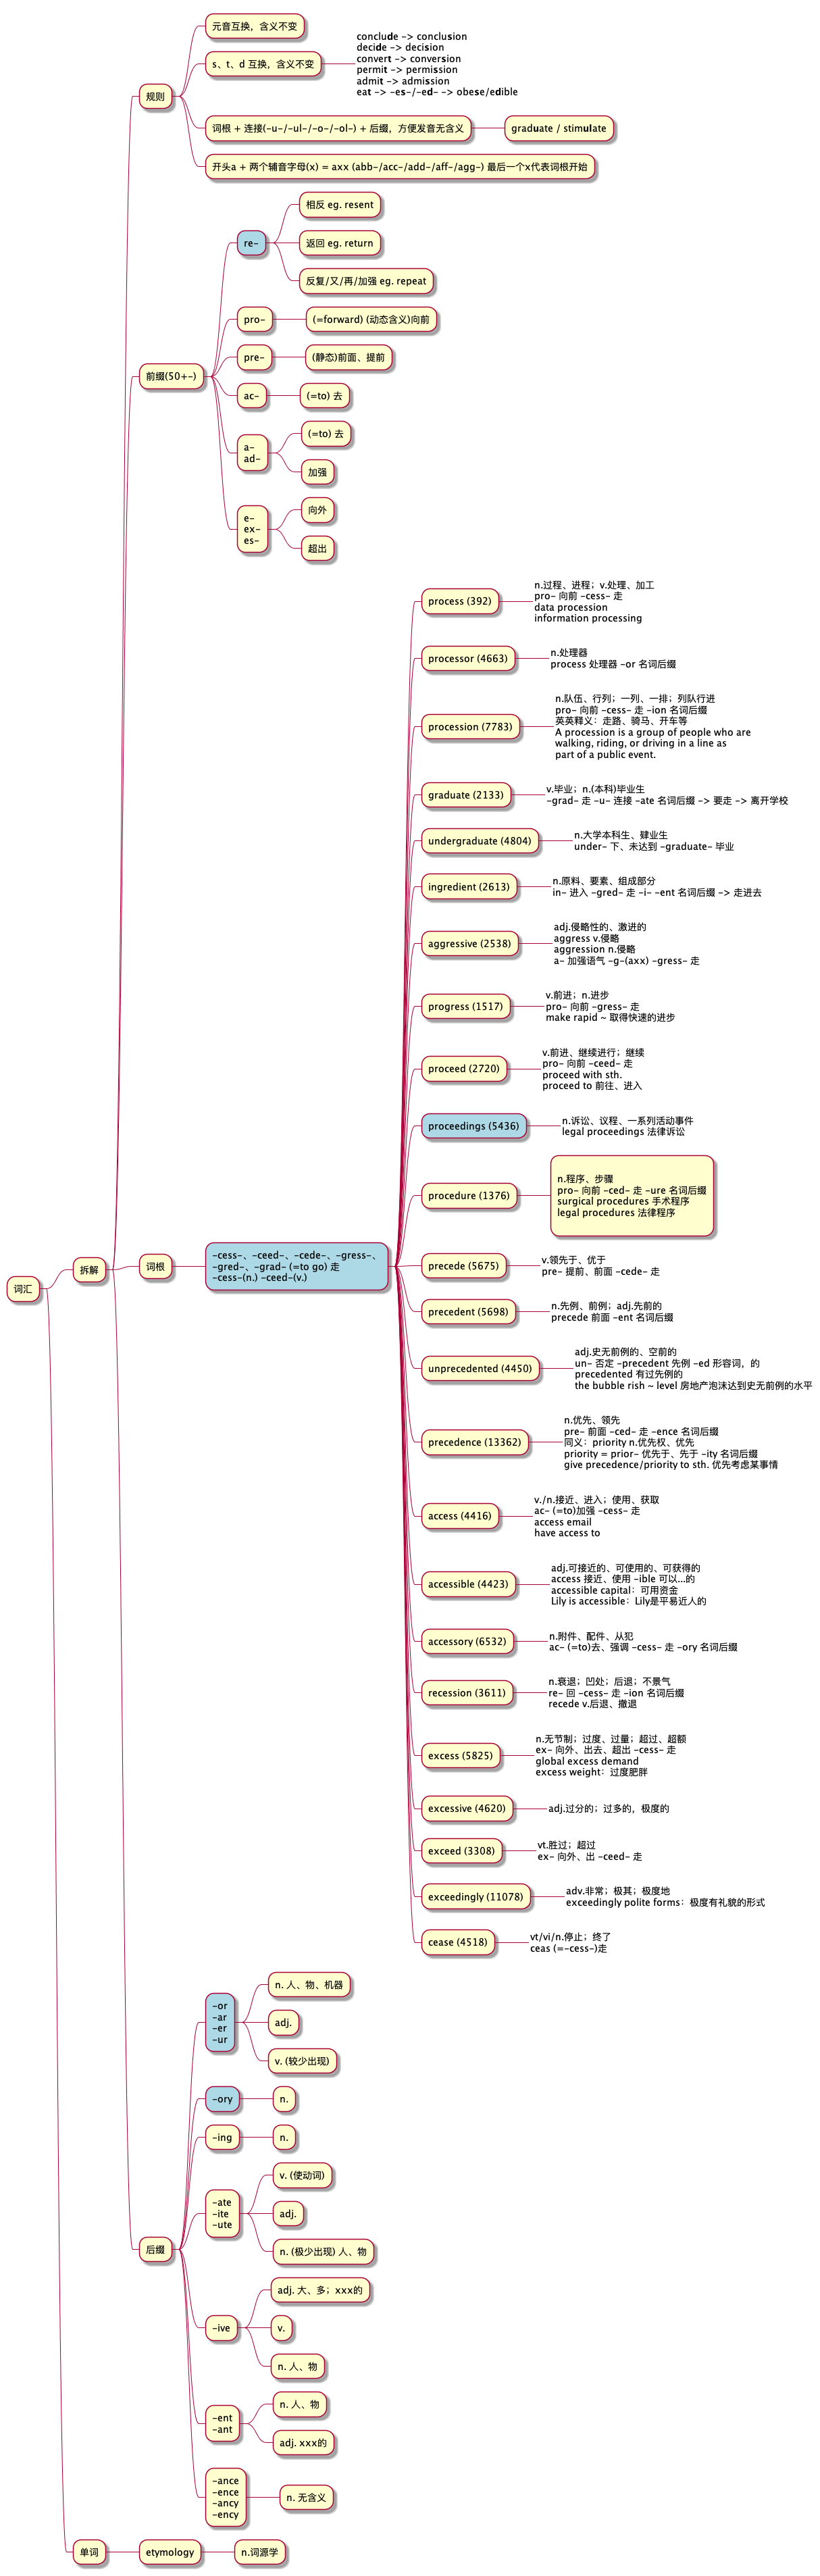 词汇
拆解
规则
元音互换，含义不变
s、t、d 互换，含义不变
conclude -> conclusion
decide -> decision
convert -> conversion
permit -> permission
admit -> admission
eat -> -es-/-ed- -> obese/edible
词根 + 连接(-u-/-ul-/-o-/-ol-) + 后缀，方便发音无含义
graduate / stimulate
开头a + 两个辅音字母(x) = axx (abb-/acc-/add-/aff-/agg-) 最后一个x代表词根开始
前缀(50+-)
re-
相反 eg. resent
返回 eg. return
反复/又/再/加强 eg. repeat
pro-
(=forward) (动态含义)向前
pre-
(静态)前面、提前
ac-
(=to) 去
a-
ad-
(=to) 去
加强
e-
ex-
es-
向外
超出
词根
-cess-、-ceed-、-cede-、-gress-、
-gred-、-grad- (=to go) 走
-cess-(n.) -ceed-(v.)
process (392)
n.过程、进程；v.处理、加工
pro- 向前 -cess- 走
data procession
information processing
processor (4663)
n.处理器
process 处理器 -or 名词后缀
procession (7783)
n.队伍、行列；一列、一排；列队行进
pro- 向前 -cess- 走 -ion 名词后缀
英英释义：走路、骑马、开车等
A procession is a group of people who are
walking, riding, or driving in a line as
part of a public event.
graduate (2133)
v.毕业；n.(本科)毕业生
-grad- 走 -u- 连接 -ate 名词后缀 -> 要走 -> 离开学校
undergraduate (4804)
n.大学本科生、肄业生
under- 下、未达到 -graduate- 毕业
ingredient (2613)
n.原料、要素、组成部分
in- 进入 -gred- 走 -i- -ent 名词后缀 -> 走进去
aggressive (2538)
adj.侵略性的、激进的
aggress v.侵略
aggression n.侵略
a- 加强语气 -g-(axx) -gress- 走
progress (1517)
v.前进；n.进步
pro- 向前 -gress- 走
make rapid ~ 取得快速的进步
proceed (2720)
v.前进、继续进行；继续
pro- 向前 -ceed- 走
proceed with sth.
proceed to 前往、进入
proceedings (5436)
n.诉讼、议程、一系列活动事件
legal proceedings 法律诉讼
procedure (1376)
n.程序、步骤
pro- 向前 -ced- 走 -ure 名词后缀
surgical procedures 手术程序
legal procedures 法律程序
precede (5675)
v.领先于、优于
pre- 提前、前面 -cede- 走
precedent (5698)
n.先例、前例；adj.先前的
precede 前面 -ent 名词后缀
unprecedented (4450)
adj.史无前例的、空前的
un- 否定 -precedent 先例 -ed 形容词，的
precedented 有过先例的
the bubble rish ~ level 房地产泡沫达到史无前例的水平
precedence (13362)
n.优先、领先
pre- 前面 -ced- 走 -ence 名词后缀
同义：priority n.优先权、优先
priority = prior- 优先于、先于 -ity 名词后缀
give precedence/priority to sth. 优先考虑某事情
access (4416)
v./n.接近、进入；使用、获取
ac- (=to)加强 -cess- 走
access email
have access to
accessible (4423)
adj.可接近的、可使用的、可获得的
access 接近、使用 -ible 可以...的
accessible capital：可用资金
Lily is accessible：Lily是平易近人的
accessory (6532)
n.附件、配件、从犯
ac- (=to)去、强调 -cess- 走 -ory 名词后缀
recession (3611)
n.衰退；凹处；后退；不景气
re- 回 -cess- 走 -ion 名词后缀
recede v.后退、撤退
excess (5825)
n.无节制；过度、过量；超过、超额
ex- 向外、出去、超出 -cess- 走
global excess demand
excess weight：过度肥胖
excessive (4620)
adj.过分的；过多的，极度的
exceed (3308)
vt.胜过；超过
ex- 向外、出 -ceed- 走
exceedingly (11078)
adv.非常；极其；极度地
exceedingly polite forms：极度有礼貌的形式
cease (4518)
vt/vi/n.停止；终了
ceas (=-cess-)走
后缀
-or
-ar
-er
-ur
n. 人、物、机器
adj.
v. (较少出现)
-ory
n.
-ing
n.
-ate
-ite
-ute
v. (使动词)
adj.
n. (极少出现) 人、物
-ive
adj. 大、多；xxx的
v.
n. 人、物
-ent
-ant
n. 人、物
adj. xxx的
-ance
-ence
-ancy
-ency
n. 无含义
单词
etymology
n.词源学